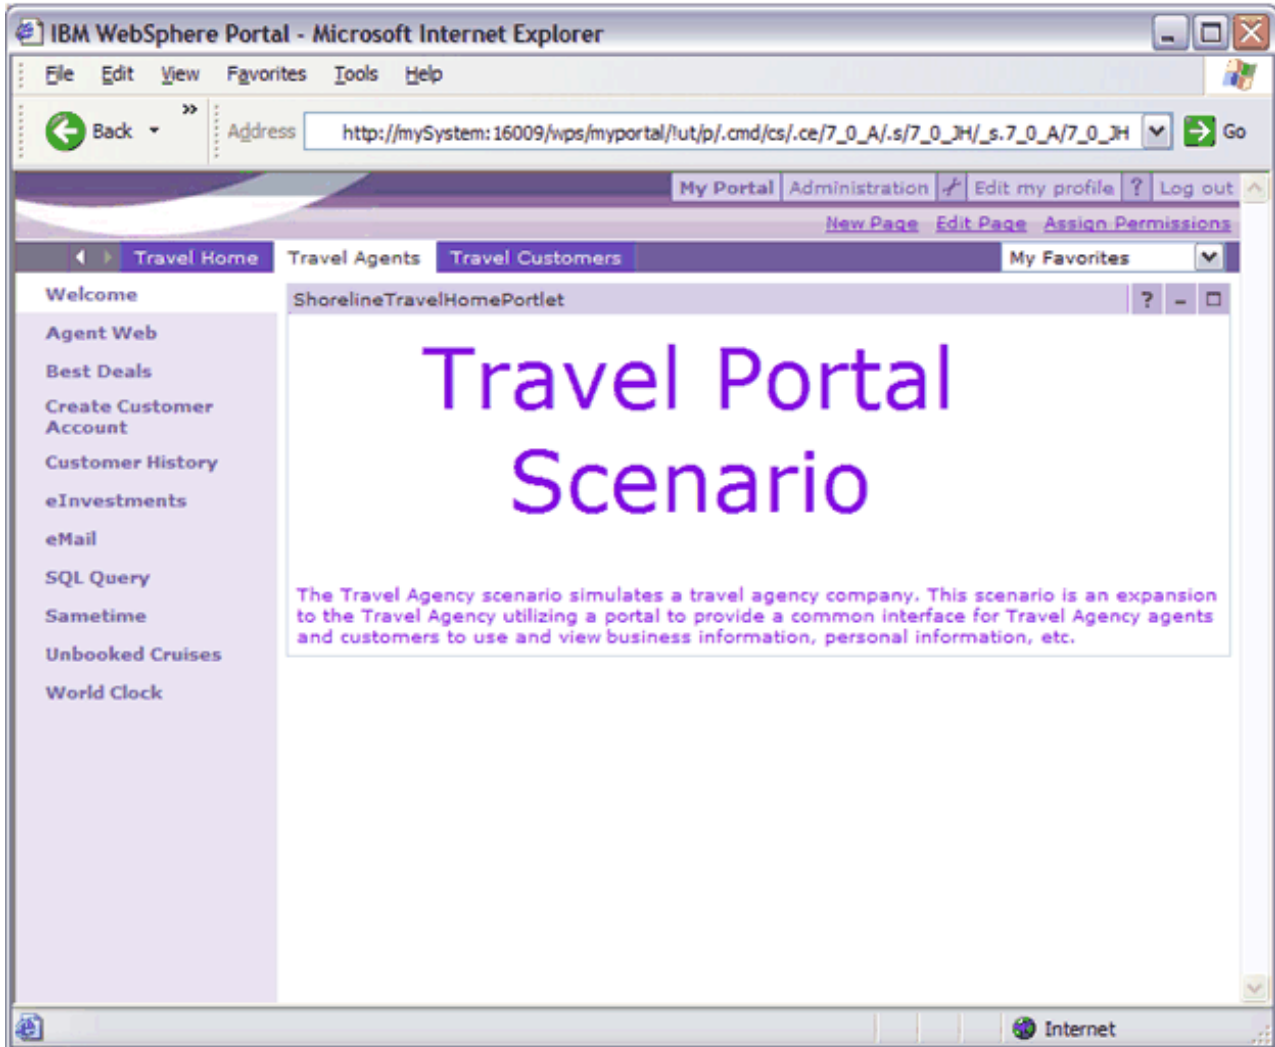 IBM WebSphere Portal - Microsoft Internet Explorer
File Edit View Favorites Tools Help
Back » Address http://mySystem:16009/wps/myportal/!ut/p/.cmd/cs/.ce/7_0_A/.s/7_0_JH/_s.7_0_A/7_0_JH Go
My Portal Administration Edit my profile ? Log out
New Page Edit Page Assign Permissions
Travel Home Travel Agents Travel Customers My Favorites
Welcome
Agent Web
Best Deals
Create Customer
Account
Customer History
eInvestments
eMail
SQL Query
Sametime
Unbooked Cruises
World Clock
ShorelineTravelHomePortlet ? -
Travel Portal
Scenario
The Travel Agency scenario simulates a travel agency company. This scenario is an expansion
to the Travel Agency utilizing a portal to provide a common interface for Travel Agency agents
and customers to use and view business information, personal information, etc.
Internet